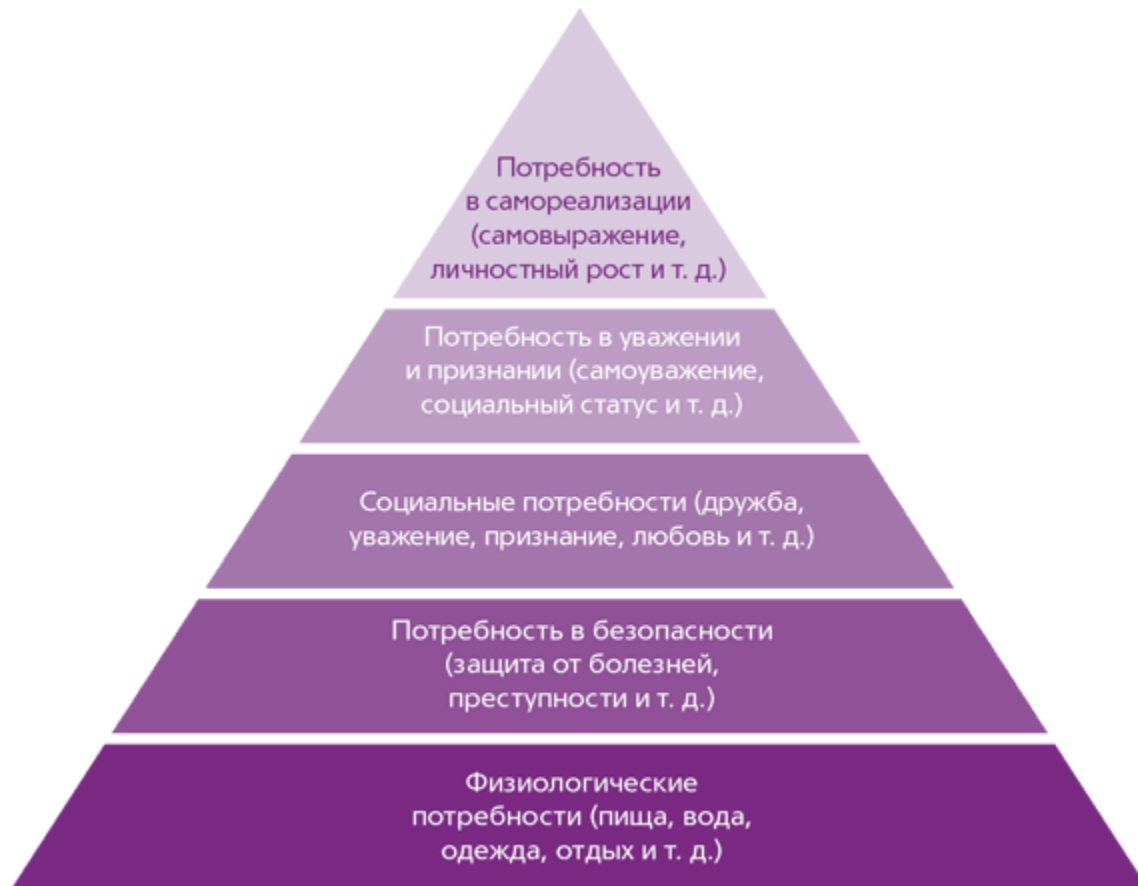 Потребность
в самореализации
(самовыражение,
личностный рост и т. д.)
Потребность в уважении
и признании (самоуважение,
социальный статус и т. д.)
Социальные потребности (дружба,
уважение, признание, любовь и т. д.)
Потребность в безопасности
(защита от болезней,
преступности и т. д.)
Физиологические
потребности (пища, вода,
одежда, отдых и т. д.)